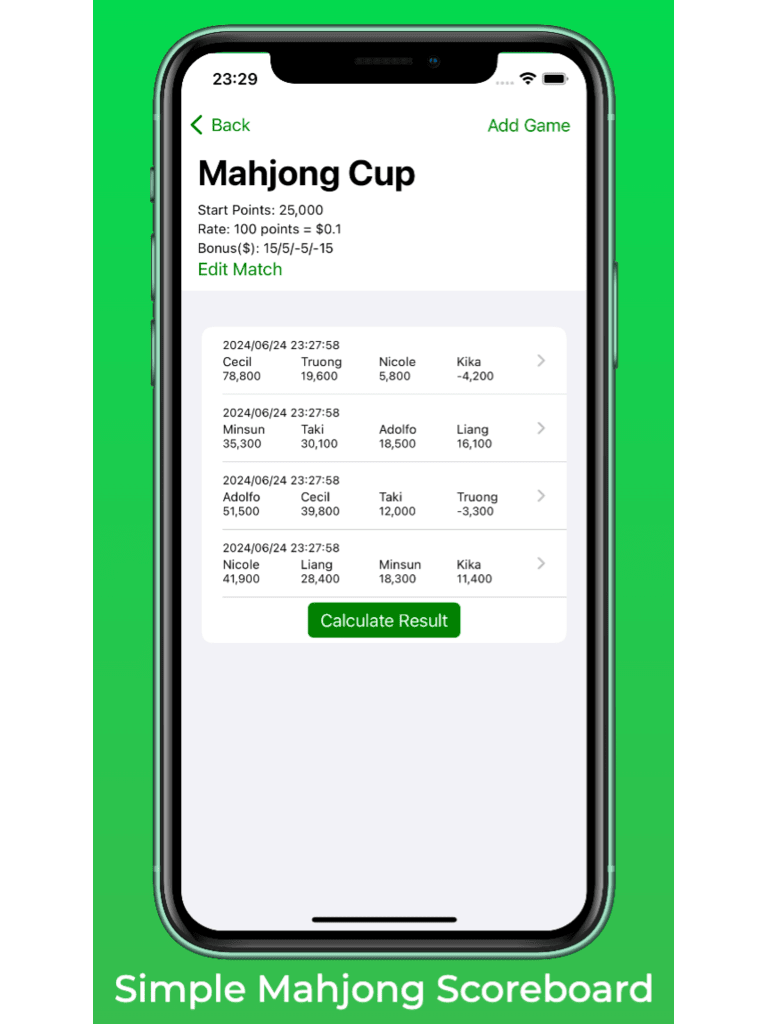 23:29
Back Add Game
Mahjong Cup
Start Points: 25,000
Rate: 100 points = $0.1
Bonus($): 15/5/-5/-15
Edit Match
2024/06/24 23:27:58
Cecil Truong Nicole Kika
78,800 19,600 5,800 -4,200
2024/06/24 23:27:58
Minsun Taki Adolfo Liang
35,300 30,100 18,500 16,100
2024/06/24 23:27:58
Adolfo Cecil Taki Truong
51,500 39,800 12,000 -3,300
2024/06/24 23:27:58
Nicole Liang Minsun Kika
41,900 28,400 18,300 11,400
Calculate Result
Simple Mahjong Scoreboard